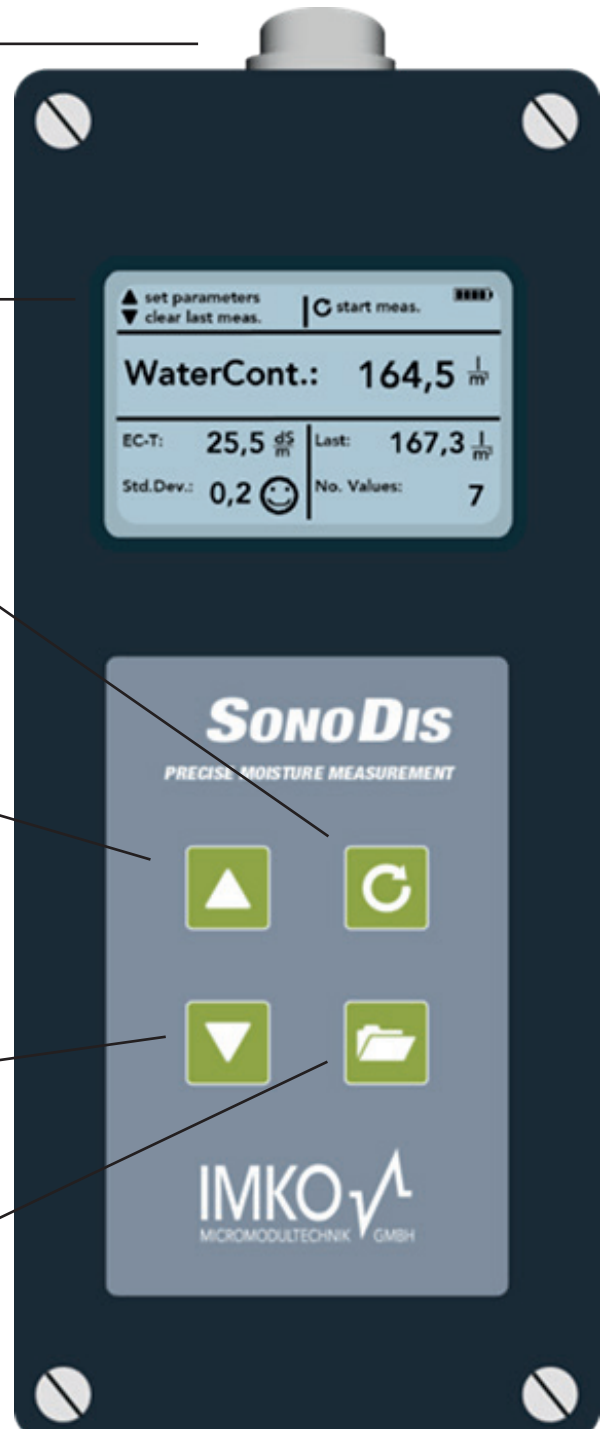 ▲ set parameters
▼ clear last meas.
start meas.
WaterCont.: 164,5 l/m³
EC-T: 25,5 dS/m
Last: 167,3 l/m³
Std.Dev.: 0,2
No. Values: 7
SONODIS
PRECISE MOISTURE MEASUREMENT
IMKO
MICROMODULTECHNIK GMBH